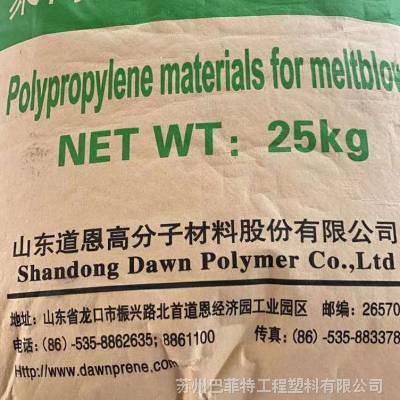 Polypropylene materials for meltblow
NET WT: 25kg
山东道恩高分子材料股份有限公司
Shandong Dawn Polymer Co.,Ltd
地址: 山东省龙口市振兴路北首道恩经济园工业园区 邮编: 26570
电话: (86) -535-8862635; 8861100 传真: (86) -535-883378
Http://www.dawnprene.com
苏州巴菲特工程塑料有限公司